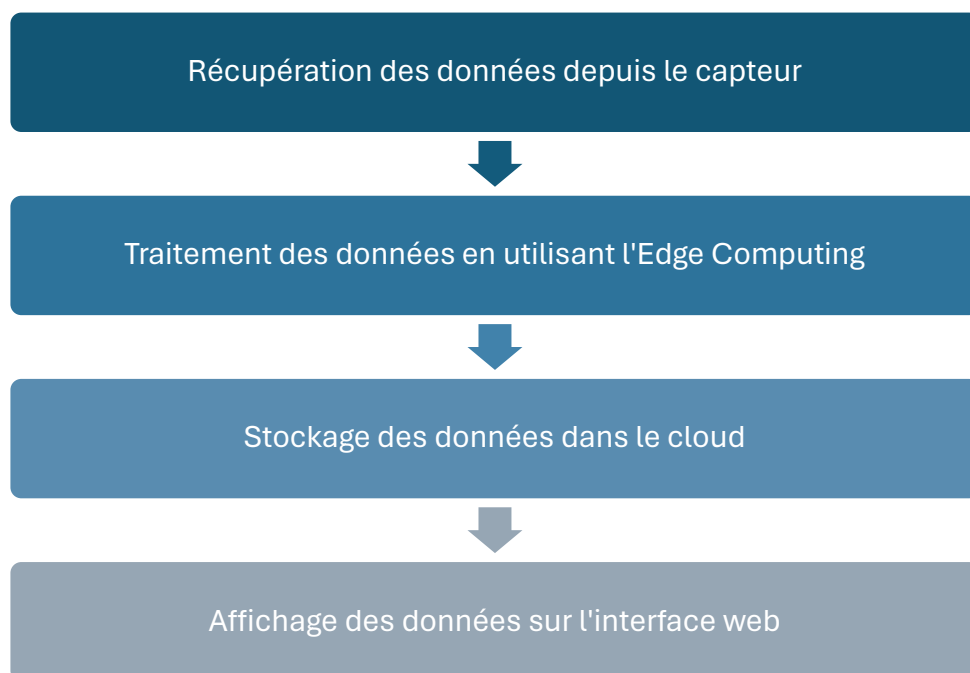 Récupération des données depuis le capteur
Traitement des données en utilisant l'Edge Computing
Stockage des données dans le cloud
Affichage des données sur l'interface web